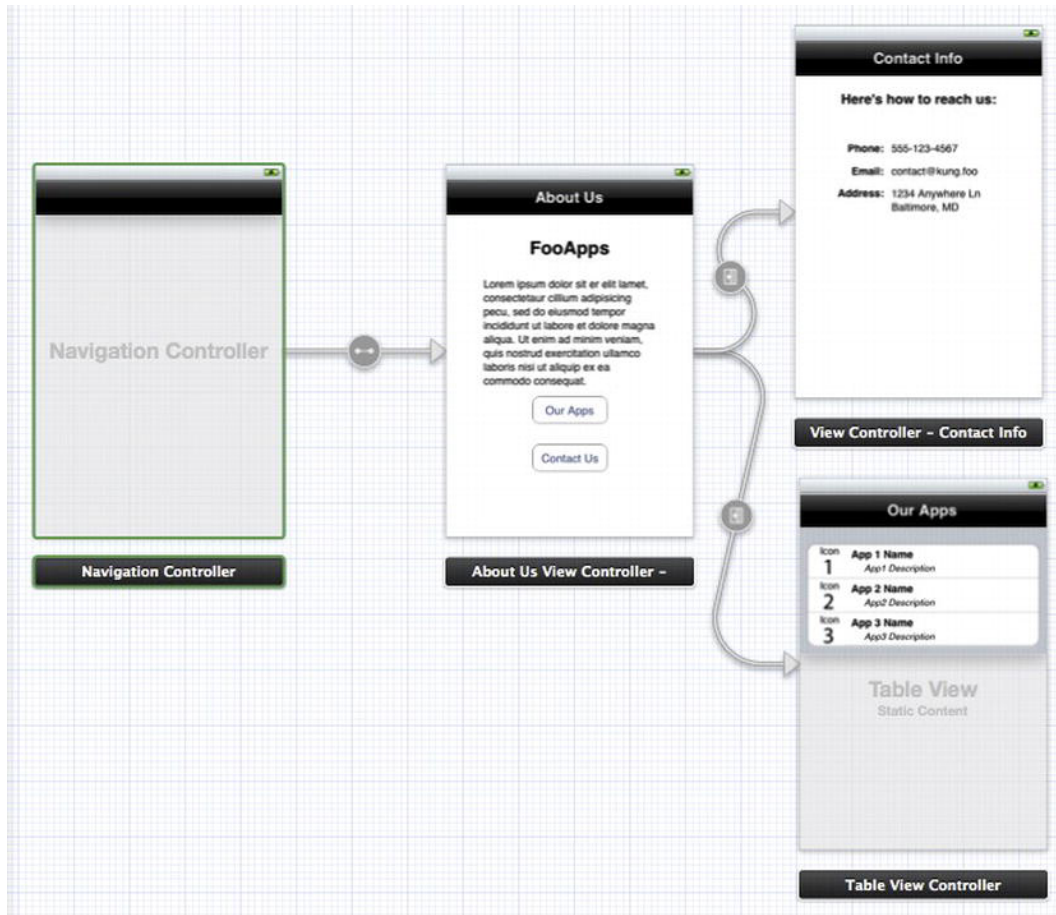 Navigation Controller
Navigation Controller
About Us
FooApps
Lorem ipsum dolor sit er elit lamet,
consectetaur cillium adipisicing
pecu, sed do eiusmod tempor
incididunt ut labore et dolore magna
aliqua. Ut enim ad minim veniam,
quis nostrud exercitation ullamco
laboris nisi ut aliquip ex ea
commodo consequat.
Our Apps
Contact Us
About Us View Controller –
Contact Info
Here's how to reach us:
Phone: 555-123-4567
Email: contact@kung.foo
Address: 1234 Anywhere Ln
Baltimore, MD
View Controller – Contact Info
Our Apps
Icon
1
App 1 Name
App1 Description
Icon
2
App 2 Name
App2 Description
Icon
3
App 3 Name
App3 Description
Table View
Static Content
Table View Controller